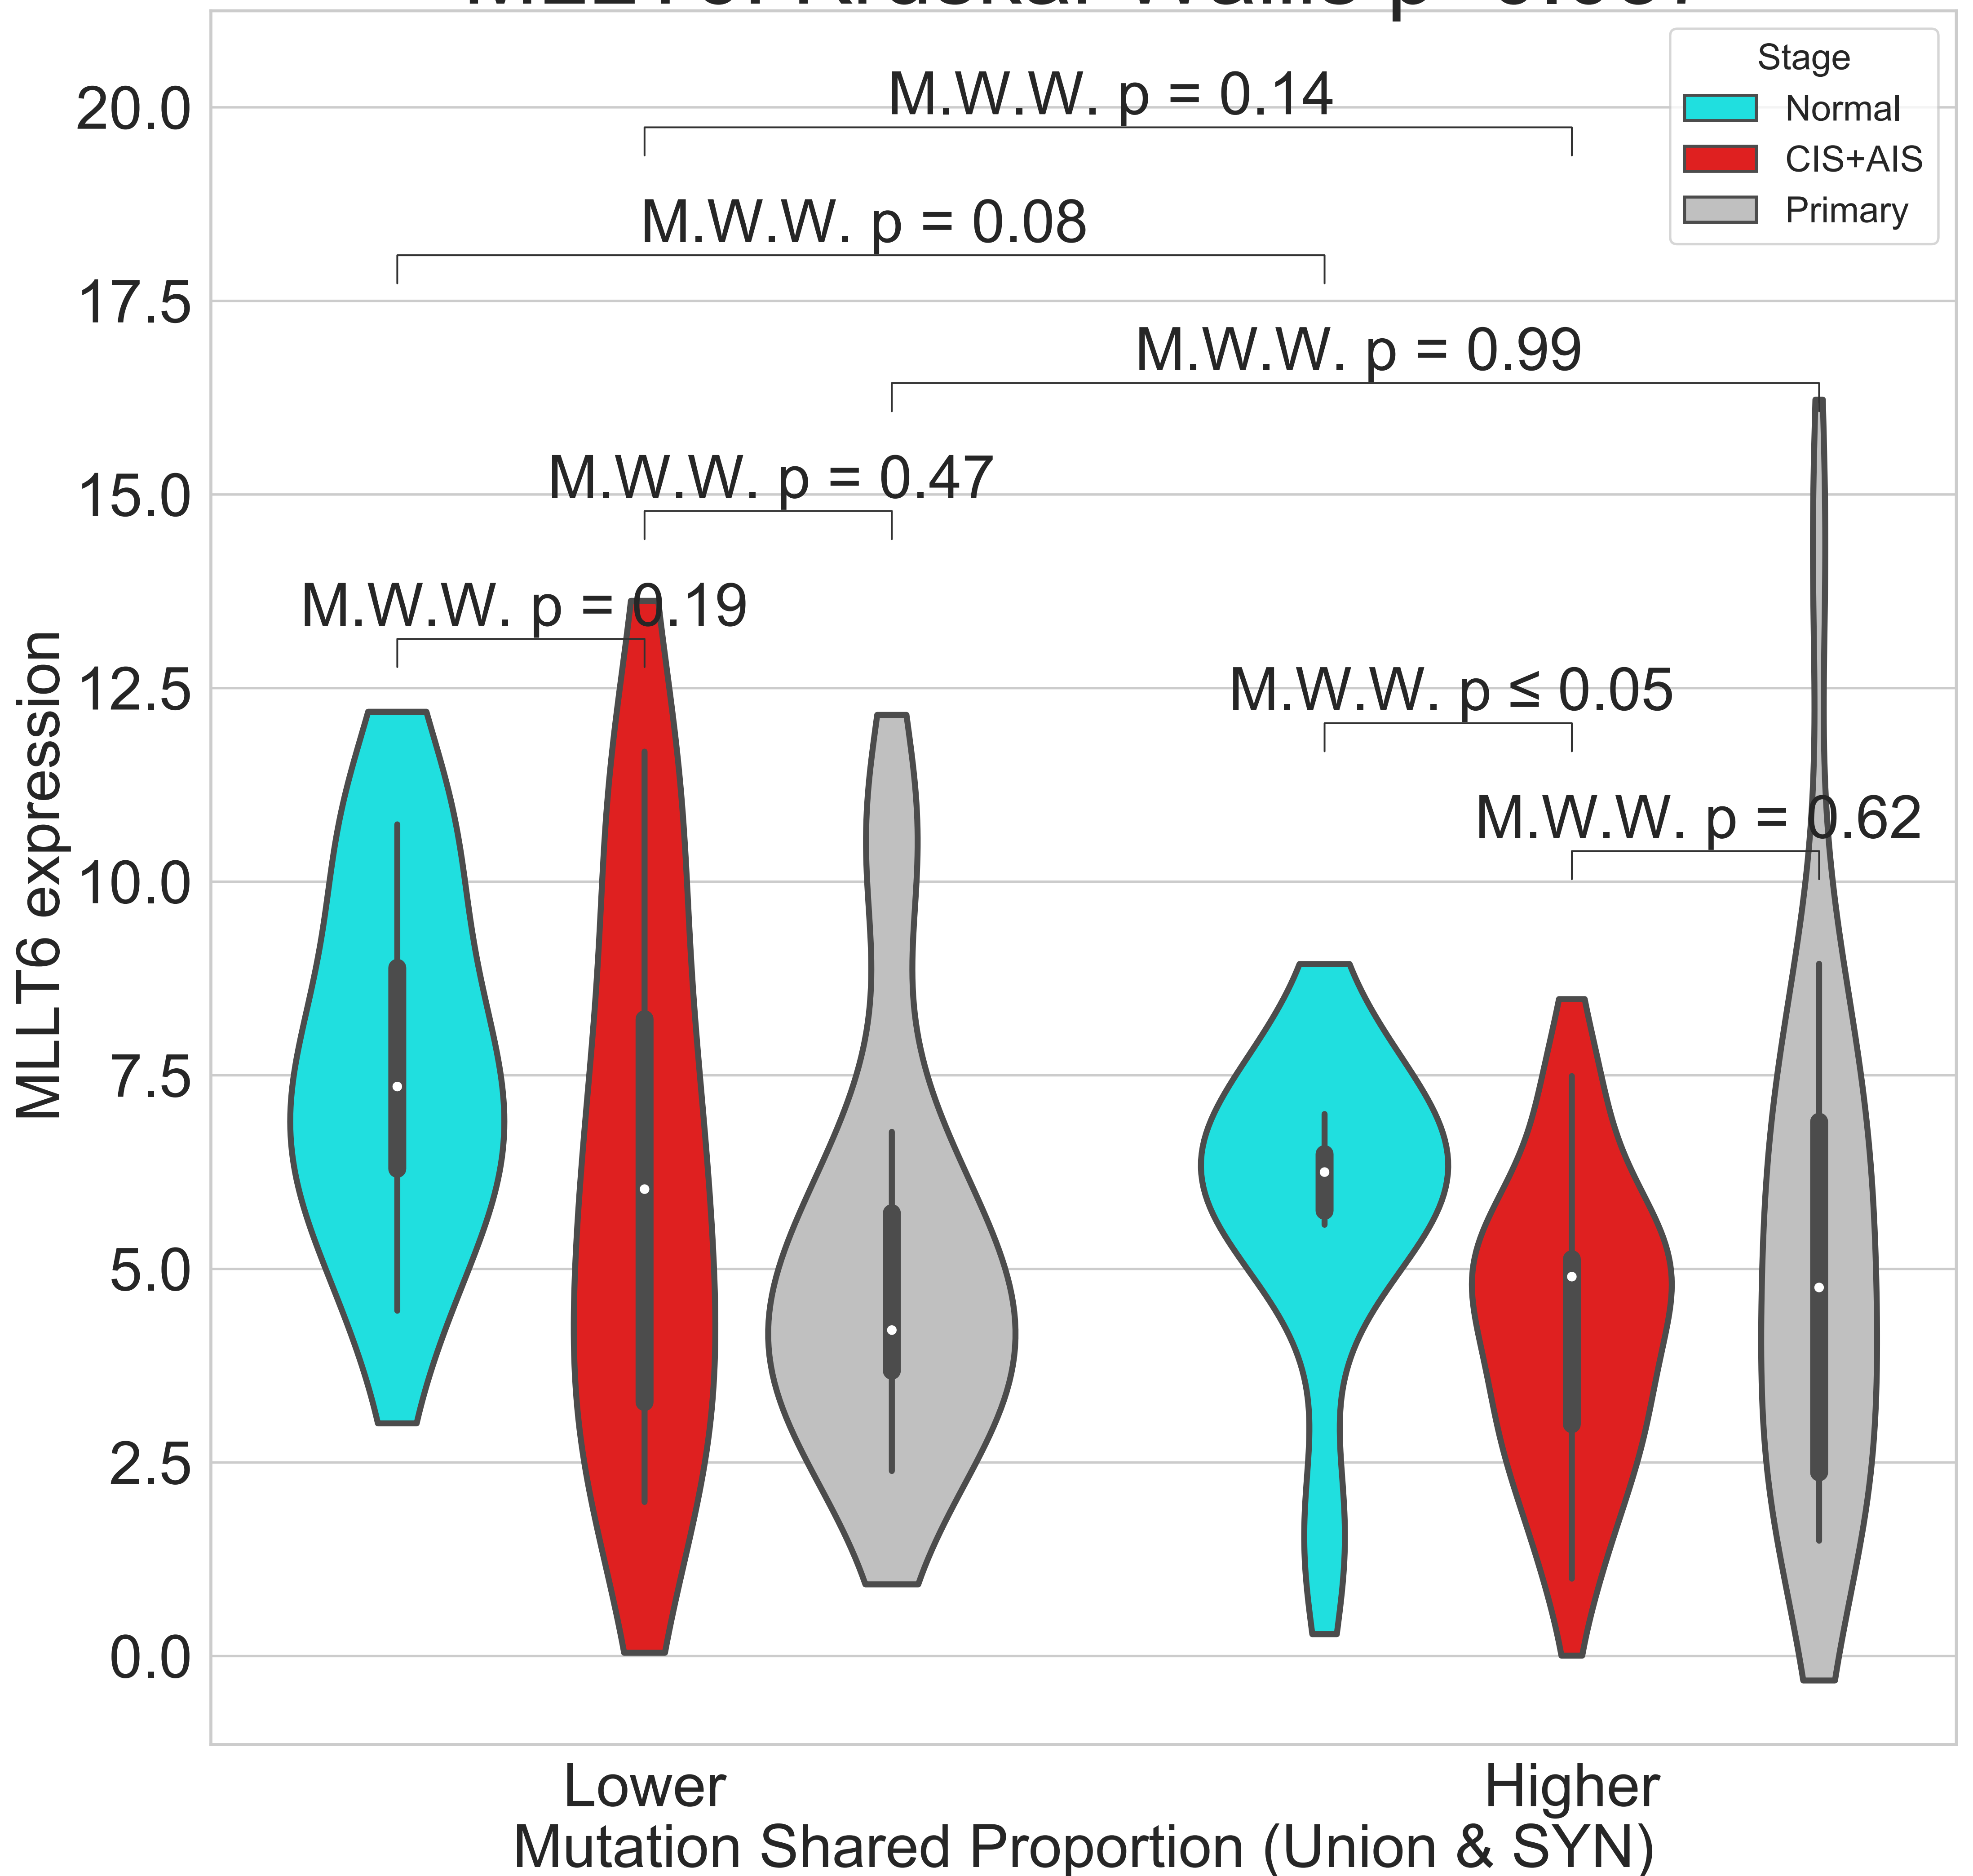 Stage
Normal
CIS+AIS
Primary
M.W.W. p = 0.14
M.W.W. p = 0.08
M.W.W. p = 0.99
M.W.W. p = 0.47
M.W.W. p = 0.19
M.W.W. p ≤ 0.05
M.W.W. p = 0.62
MLLT6 expression
20.0
17.5
15.0
12.5
10.0
7.5
5.0
2.5
0.0
Lower
Higher
Mutation Shared Proportion (Union & SYN)